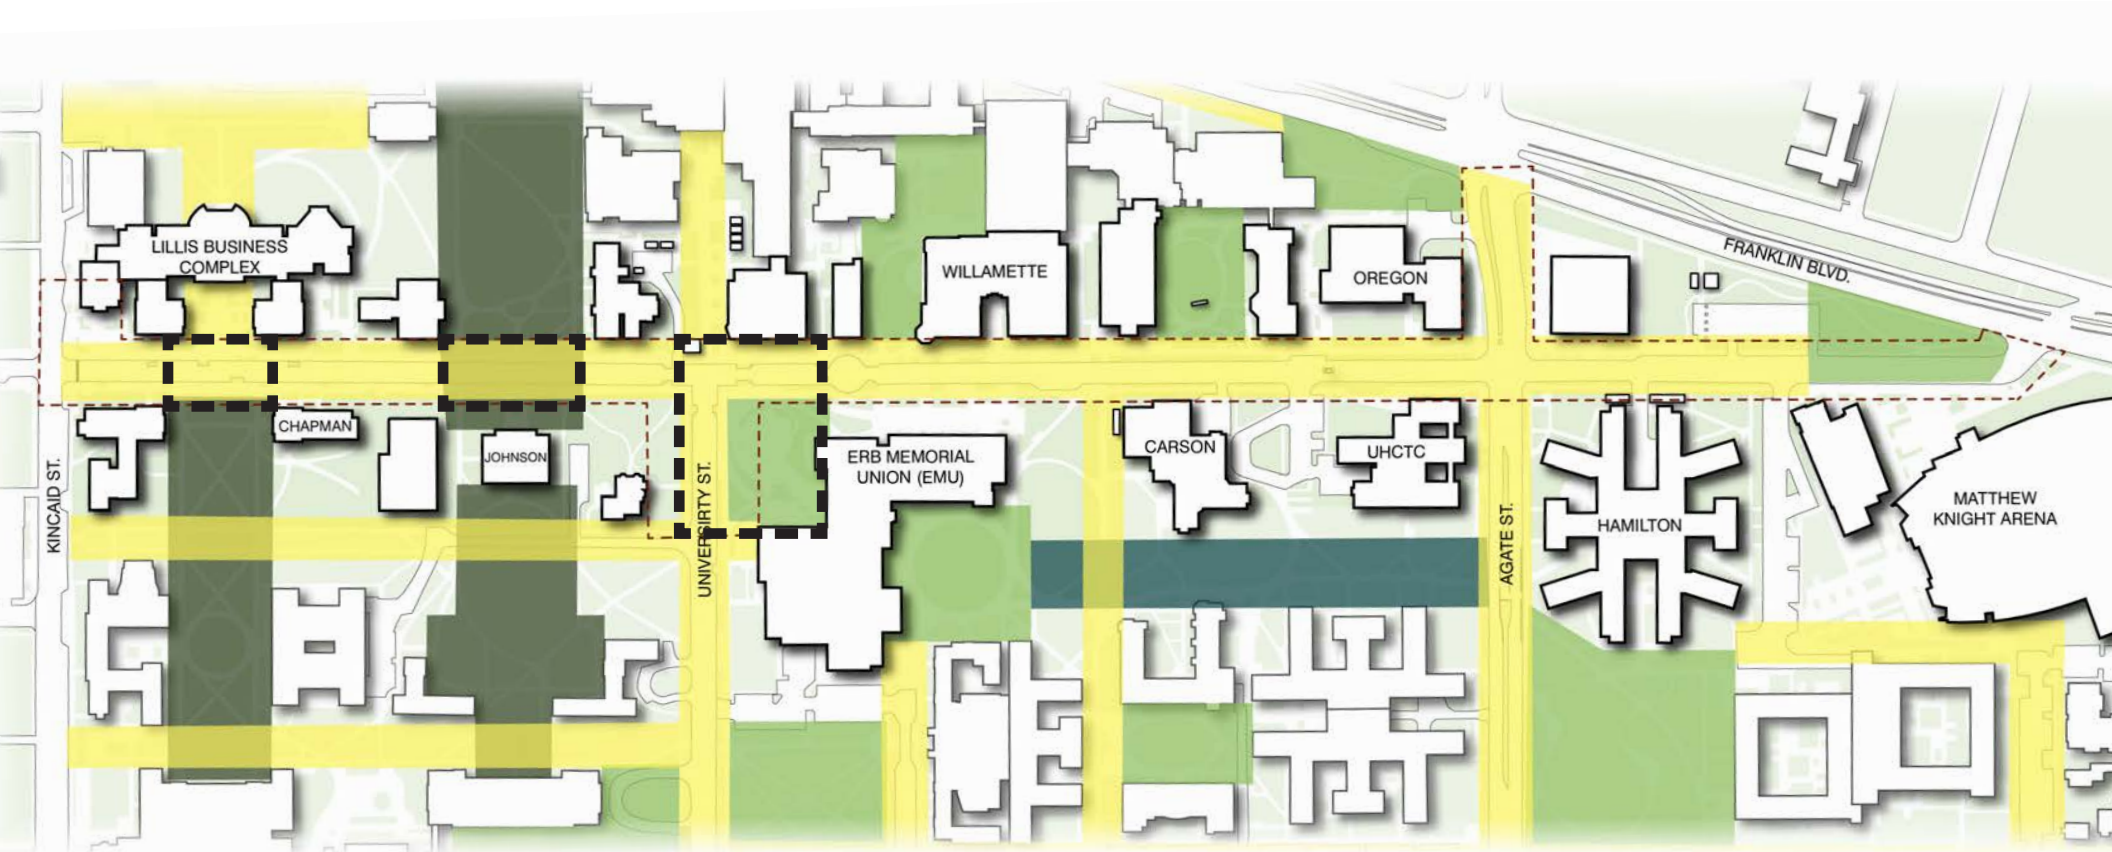 LILLIS BUSINESS
COMPLEX
WILLAMETTE
OREGON
FRANKLIN BLVD.
CHAPMAN
JOHNSON
KINCAID ST.
UNIVERSIRTY ST.
ERB MEMORIAL
UNION (EMU)
CARSON
UHCTC
AGATE ST.
HAMILTON
MATTHEW
KNIGHT ARENA